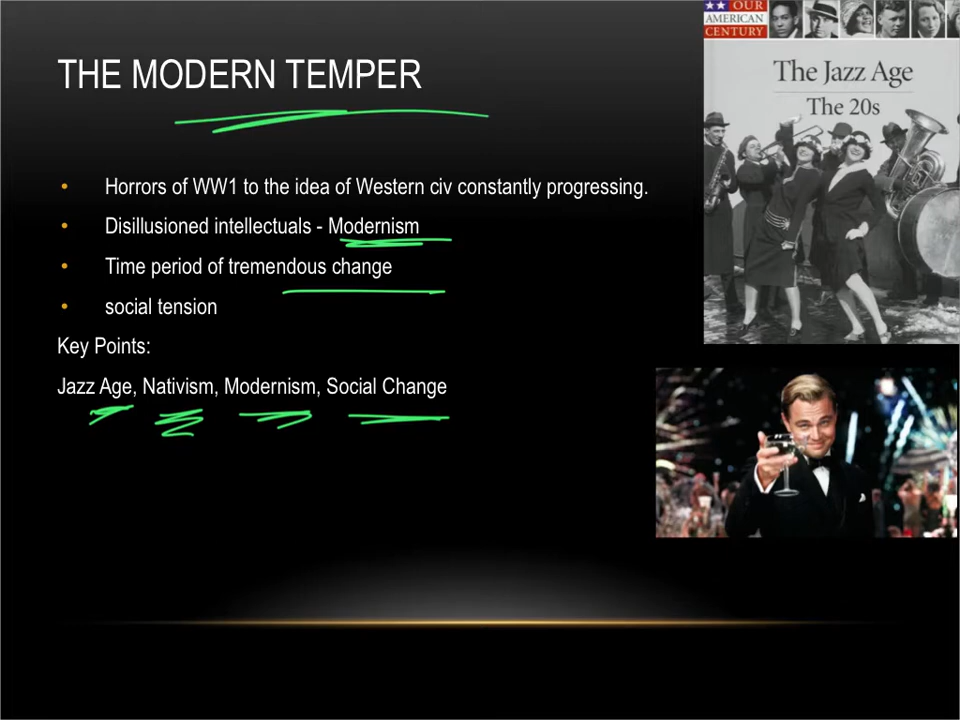 THE MODERN TEMPER
• Horrors of WW1 to the idea of Western civ constantly progressing.
• Disillusioned intellectuals - Modernism
• Time period of tremendous change
• social tension
Key Points:
Jazz Age, Nativism, Modernism, Social Change
OUR
AMERICAN
CENTURY
The Jazz Age
The 20s